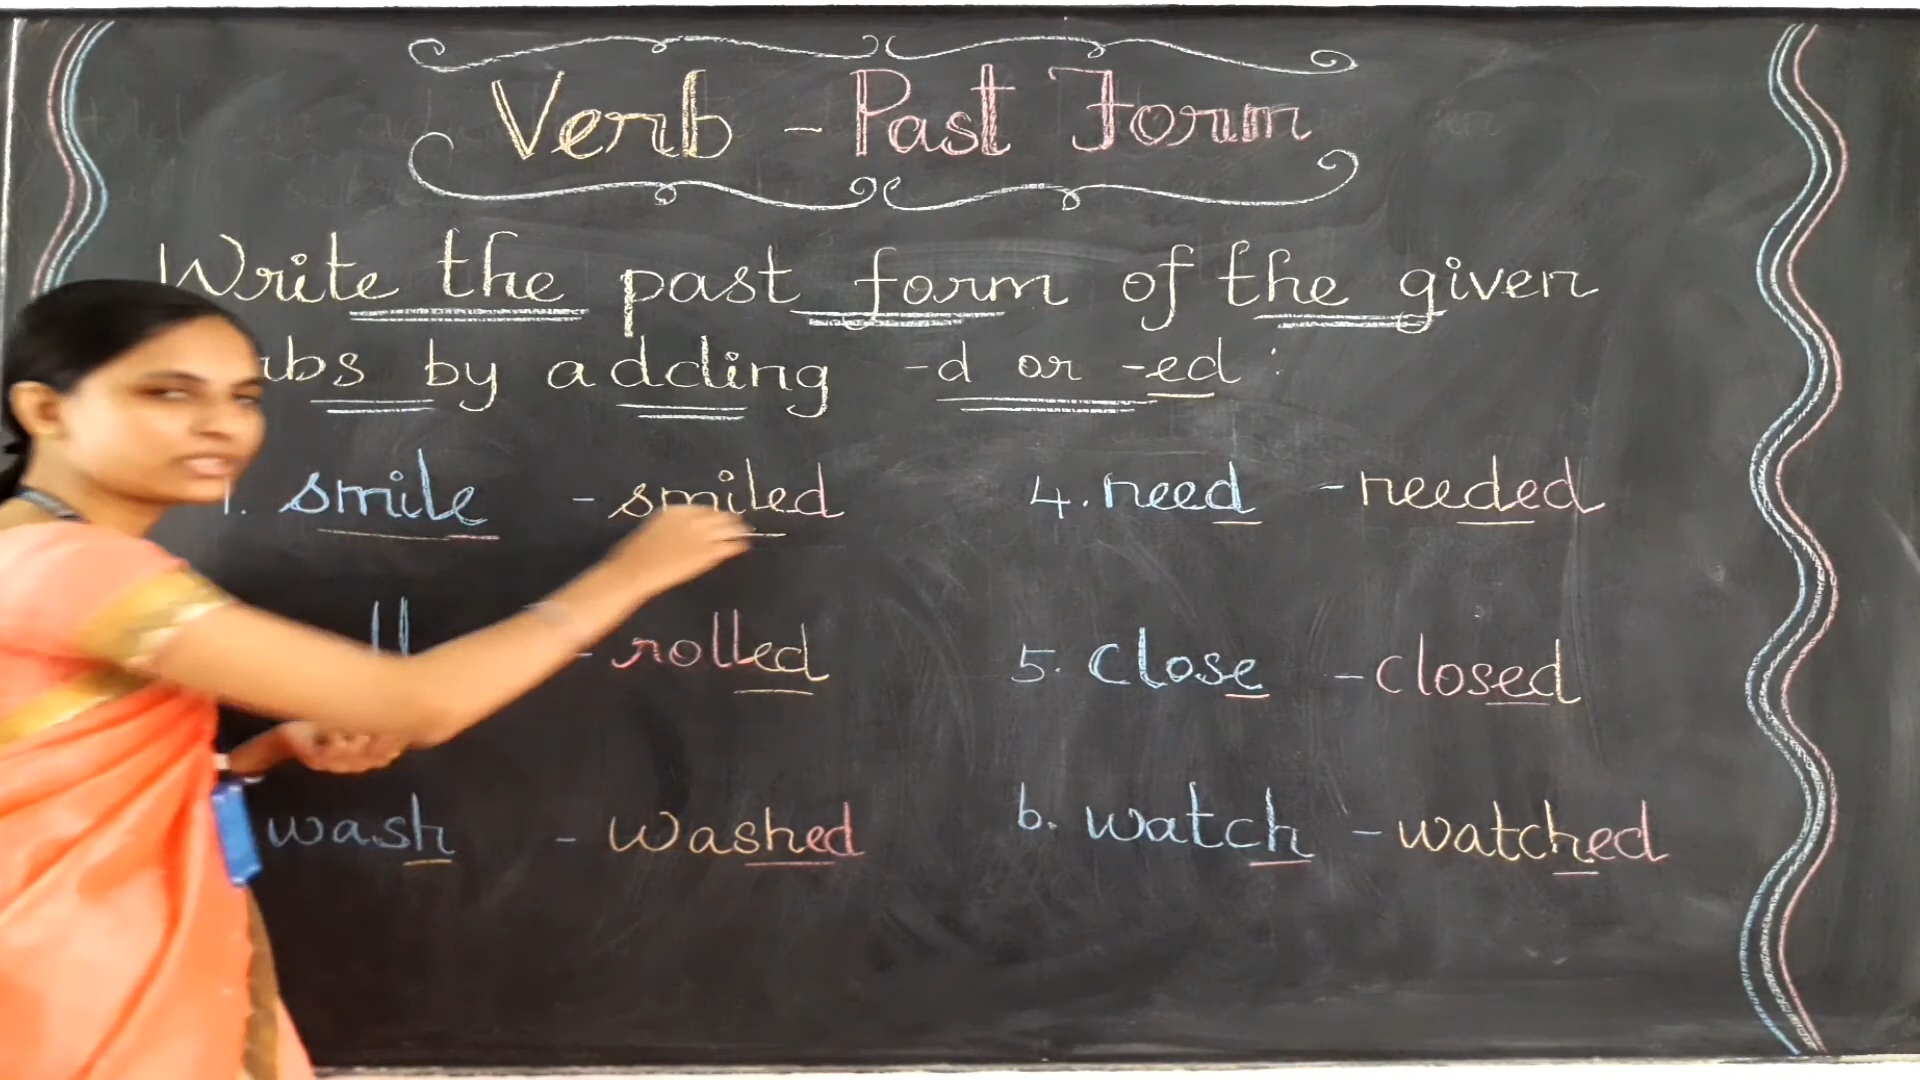 Verb - Past Form
Write the past form of the given
by adding -d or -ed :
1. smile - smiled
4. need - needed
- rolled
5. close - closed
wash - washed
6. watch - watched